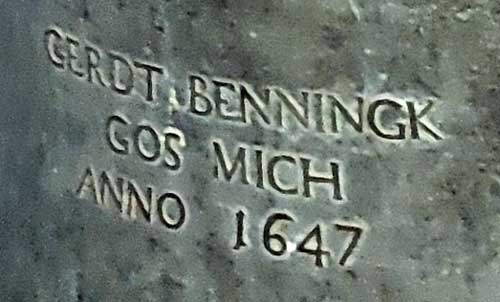 GERDT BENNINGK
GOS MICH
ANNO 1647